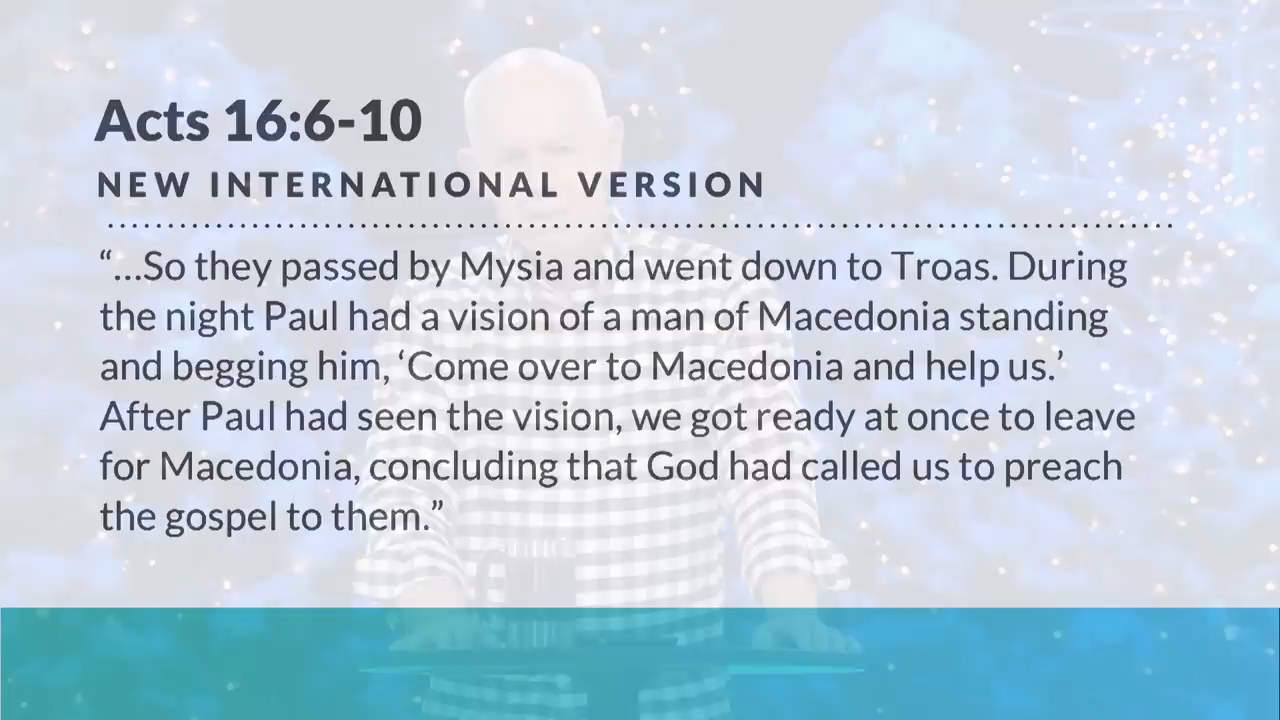 Acts 16:6-10
NEW INTERNATIONAL VERSION
“…So they passed by Mysia and went down to Troas. During
the night Paul had a vision of a man of Macedonia standing
and begging him, ‘Come over to Macedonia and help us.’
After Paul had seen the vision, we got ready at once to leave
for Macedonia, concluding that God had called us to preach
the gospel to them.”